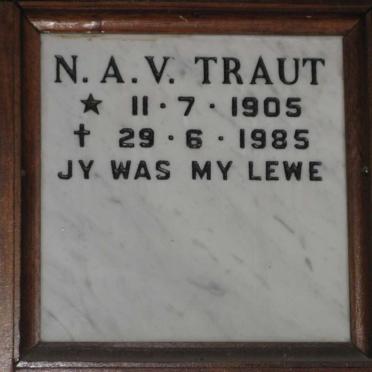 N. A. V. TRAUT
★ 11 · 7 · 1905
† 29 · 6 · 1985
JY WAS MY LEWE